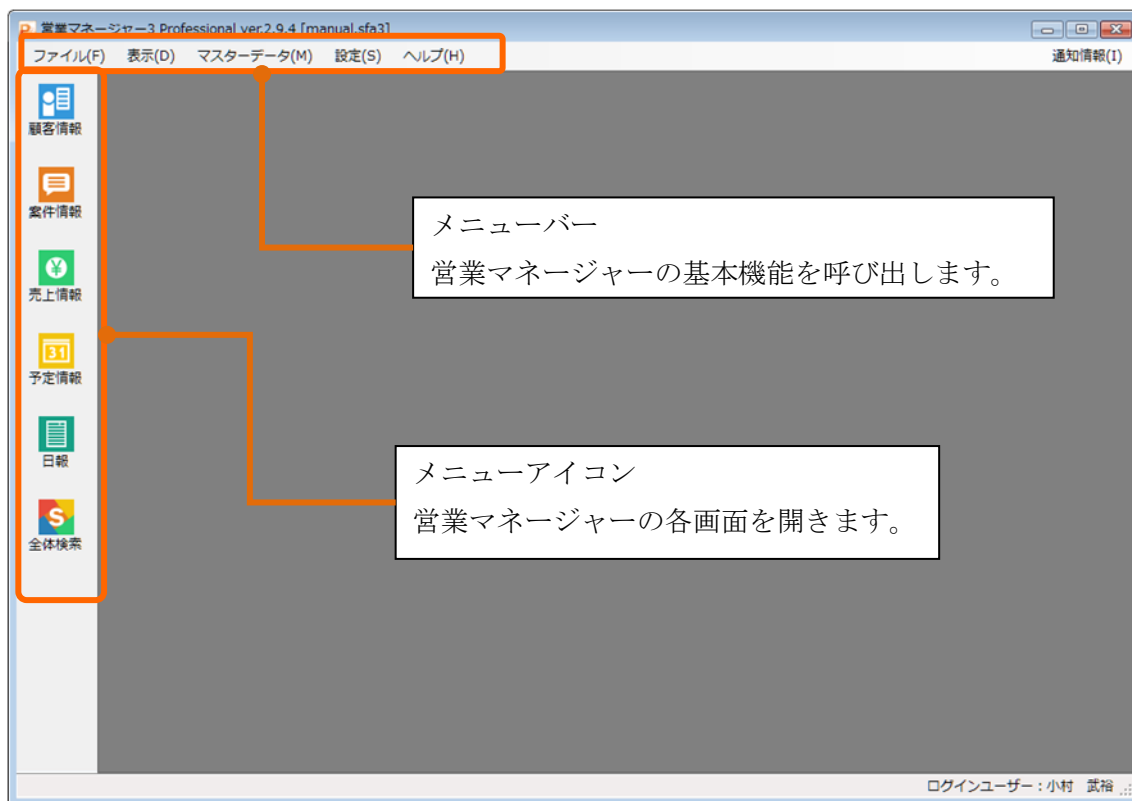 営業マネージャー3 Professional ver.2.9.4 [manual.sfa3]
ファイル(F) 表示(D) マスターデータ(M) 設定(S) ヘルプ(H) 通知情報(I)
顧客情報
案件情報
売上情報
31
予定情報
日報
S
全体検索
メニューバー
営業マネージャーの基本機能を呼び出します。
メニューアイコン
営業マネージャーの各画面を開きます。
ログインユーザー：小村 武裕